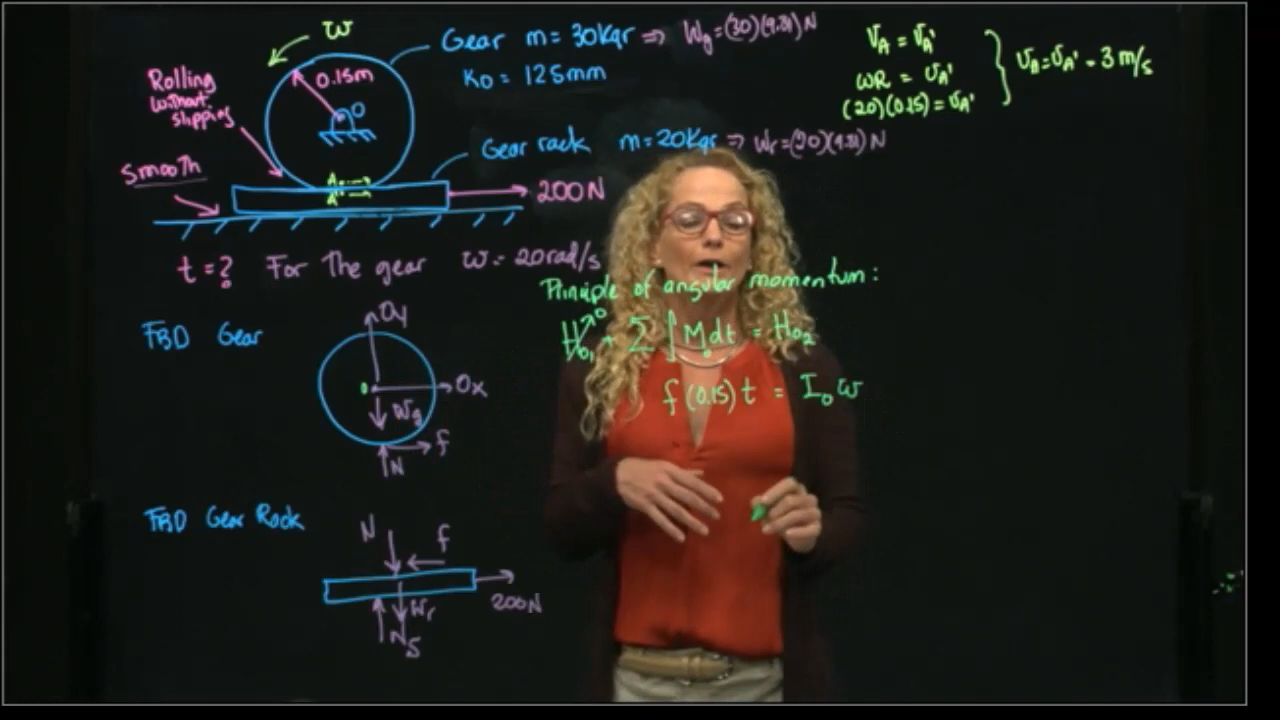 ω
Gear m = 30Kgr ⇒ Wg = (30)(9.81) N
Ko = 125mm
0.15m
O
Rolling
without
slipping
Smooth
Gear rack m = 20Kgr ⇒ Wr = (20)(9.81) N
A
A'
200N
VA = VA'
ωR = VA'
(20)(0.15) = VA'
VA = VA' = 3 m/s
t = ? For the gear ω = 20rad/s
FBD Gear
Oy
O
Ox
Wg
f
N
Principle of angular momentum:
Ho1 ↗0 + Σ ∫ Mo dt = Ho2
f (0.15) t = Io ω
FBD Gear Rack
N
f
200N
Wr
Ns